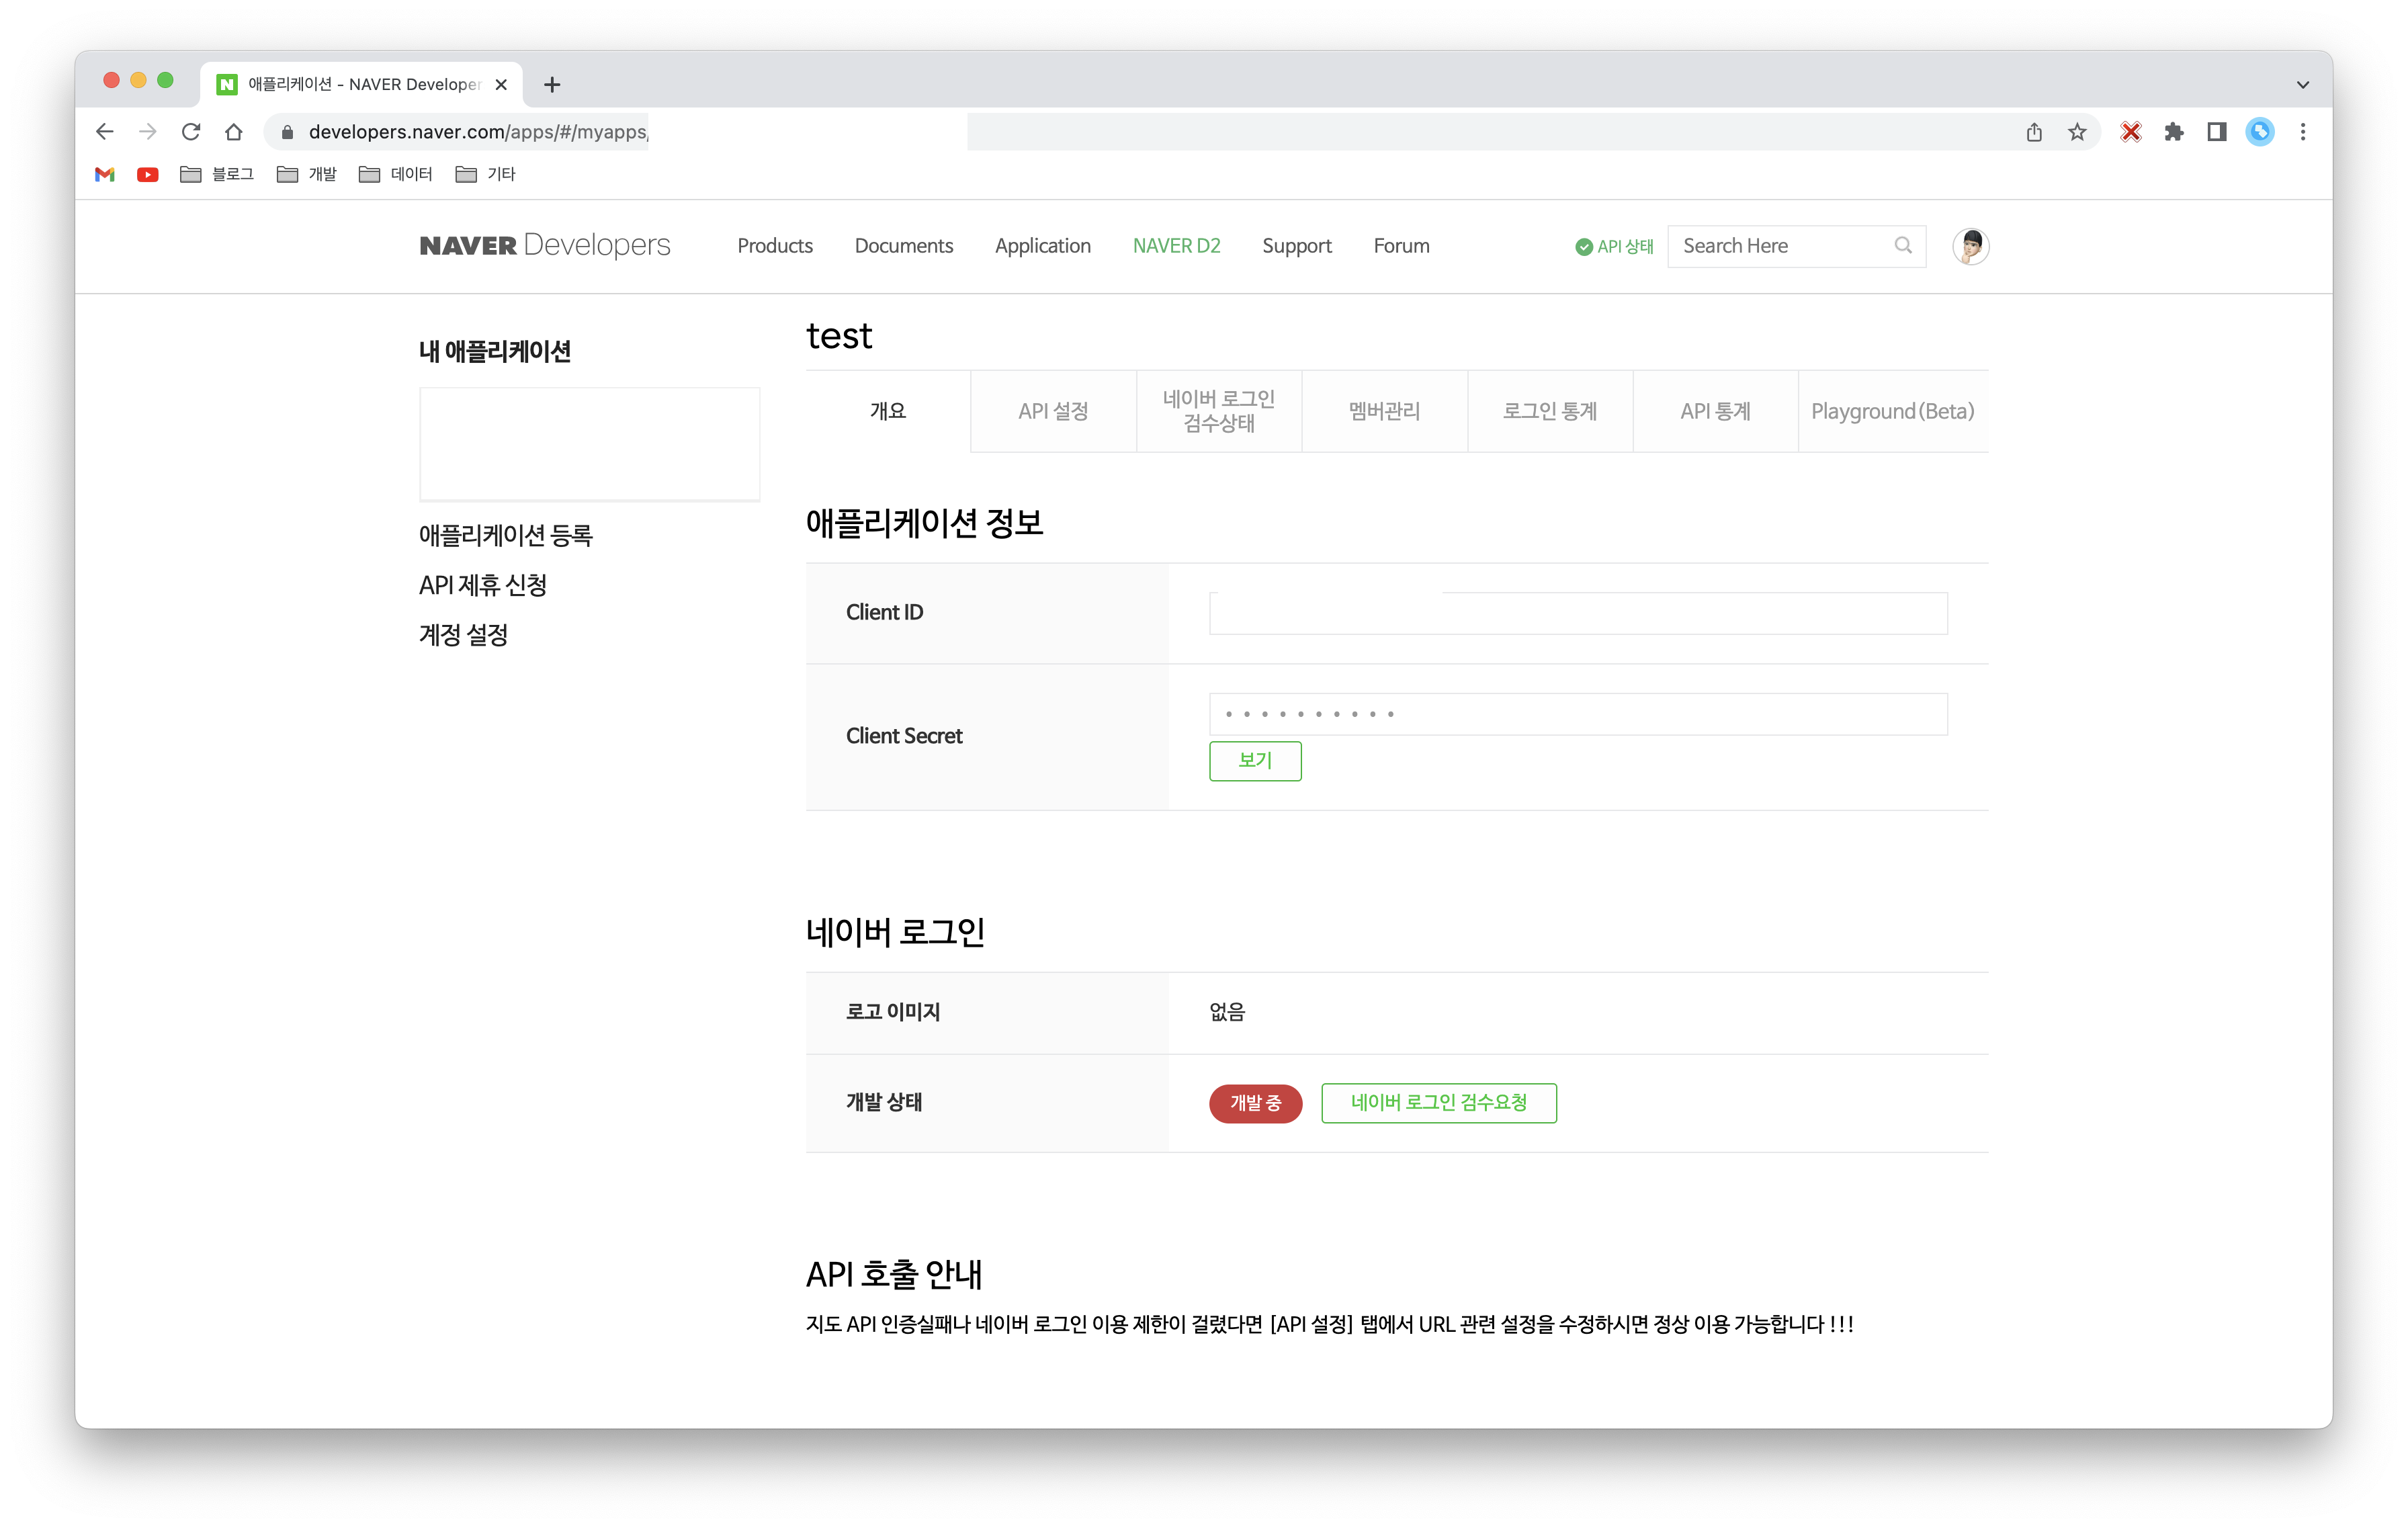 애플리케이션 - NAVER Developer
developers.naver.com/apps/#/myapps/
블로그 개발 데이터 기타
NAVER Developers Products Documents Application NAVER D2 Support Forum API 상태 Search Here
내 애플리케이션
애플리케이션 등록
API 제휴 신청
계정 설정
test
개요 API 설정 네이버 로그인 검수상태 멤버관리 로그인 통계 API 통계 Playground(Beta)
애플리케이션 정보
Client ID
Client Secret
보기
네이버 로그인
로고 이미지 없음
개발 상태 개발 중 네이버 로그인 검수요청
API 호출 안내
지도 API 인증실패나 네이버 로그인 이용 제한이 걸렸다면 [API 설정] 탭에서 URL 관련 설정을 수정하시면 정상 이용 가능합니다 !!!